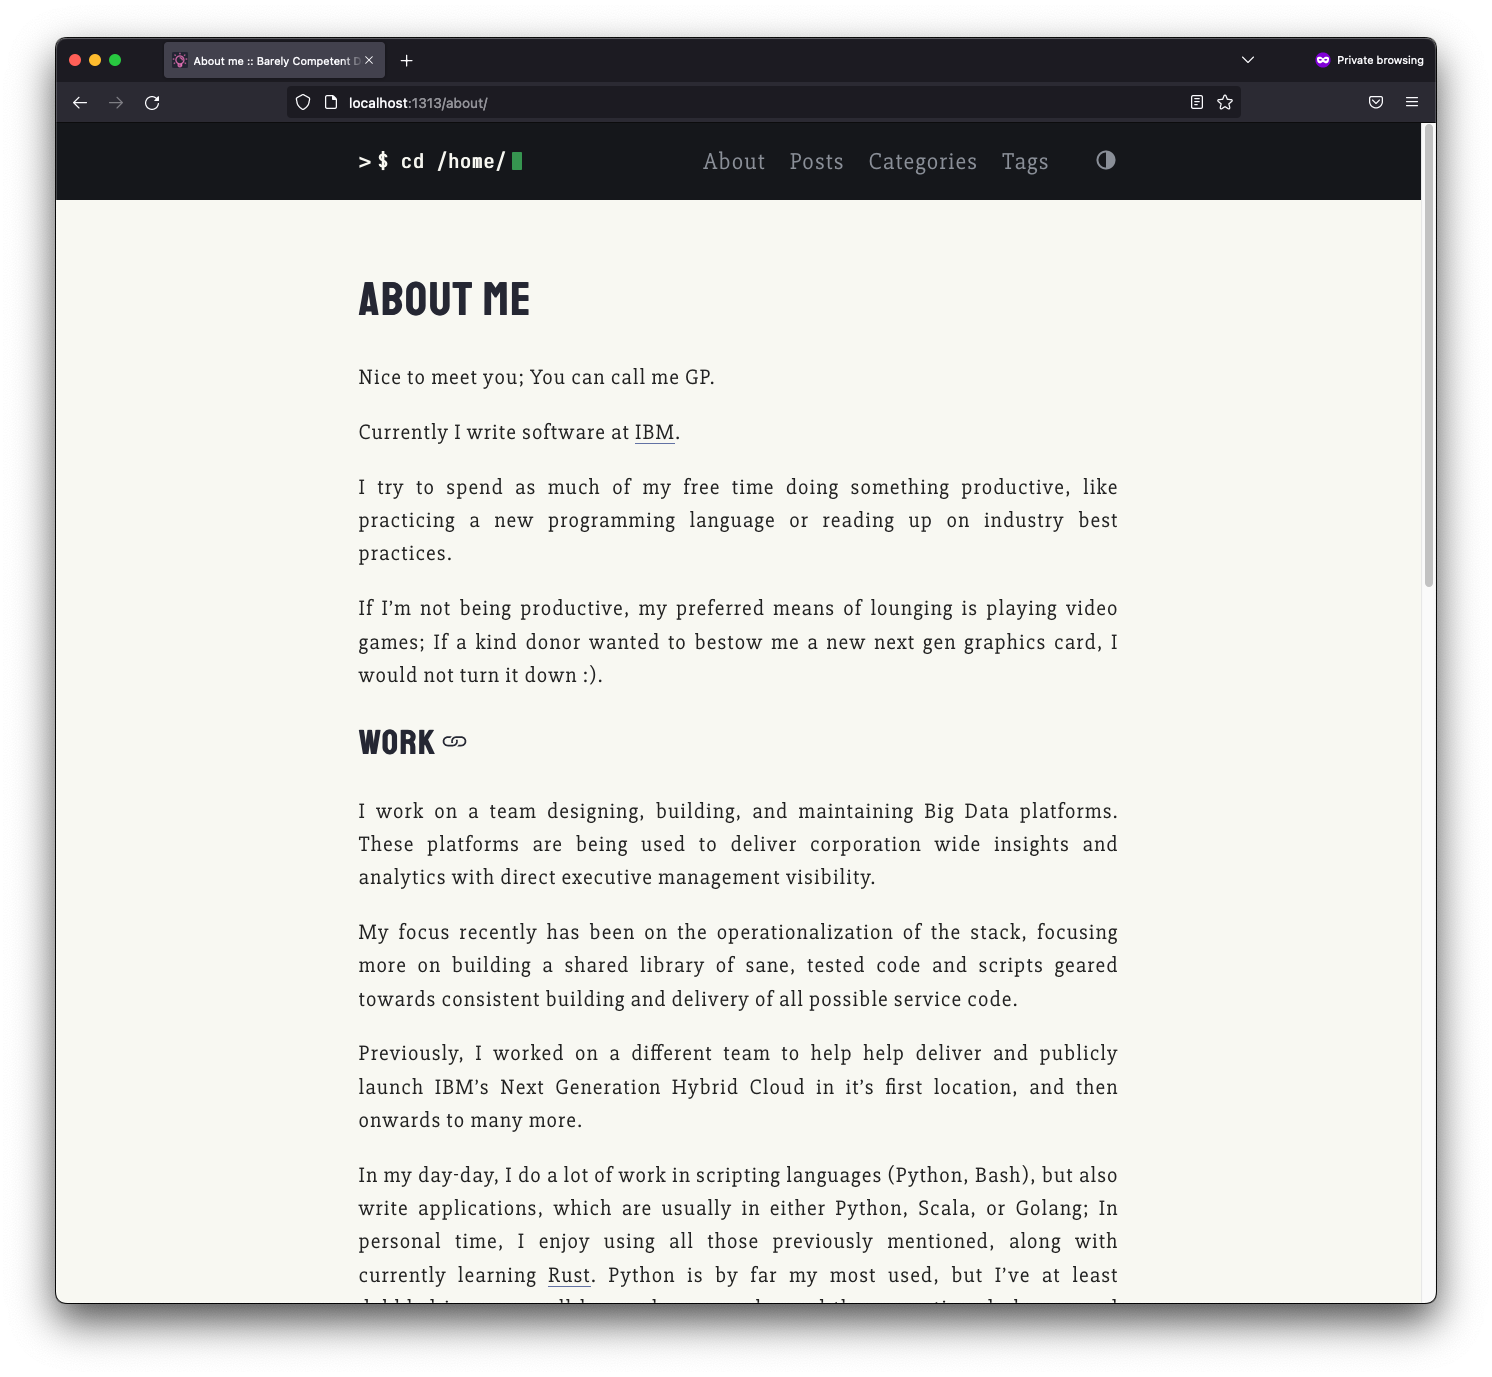 About me :: Barely Competent D
Private browsing
localhost:1313/about/
>$ cd /home/
About Posts Categories Tags
ABOUT ME
Nice to meet you; You can call me GP.
Currently I write software at IBM.
I try to spend as much of my free time doing something productive, like
practicing a new programming language or reading up on industry best
practices.
If I’m not being productive, my preferred means of lounging is playing video
games; If a kind donor wanted to bestow me a new next gen graphics card, I
would not turn it down :).
WORK
I work on a team designing, building, and maintaining Big Data platforms.
These platforms are being used to deliver corporation wide insights and
analytics with direct executive management visibility.
My focus recently has been on the operationalization of the stack, focusing
more on building a shared library of sane, tested code and scripts geared
towards consistent building and delivery of all possible service code.
Previously, I worked on a different team to help help deliver and publicly
launch IBM’s Next Generation Hybrid Cloud in it’s first location, and then
onwards to many more.
In my day-day, I do a lot of work in scripting languages (Python, Bash), but also
write applications, which are usually in either Python, Scala, or Golang; In
personal time, I enjoy using all those previously mentioned, along with
currently learning Rust. Python is by far my most used, but I’ve at least